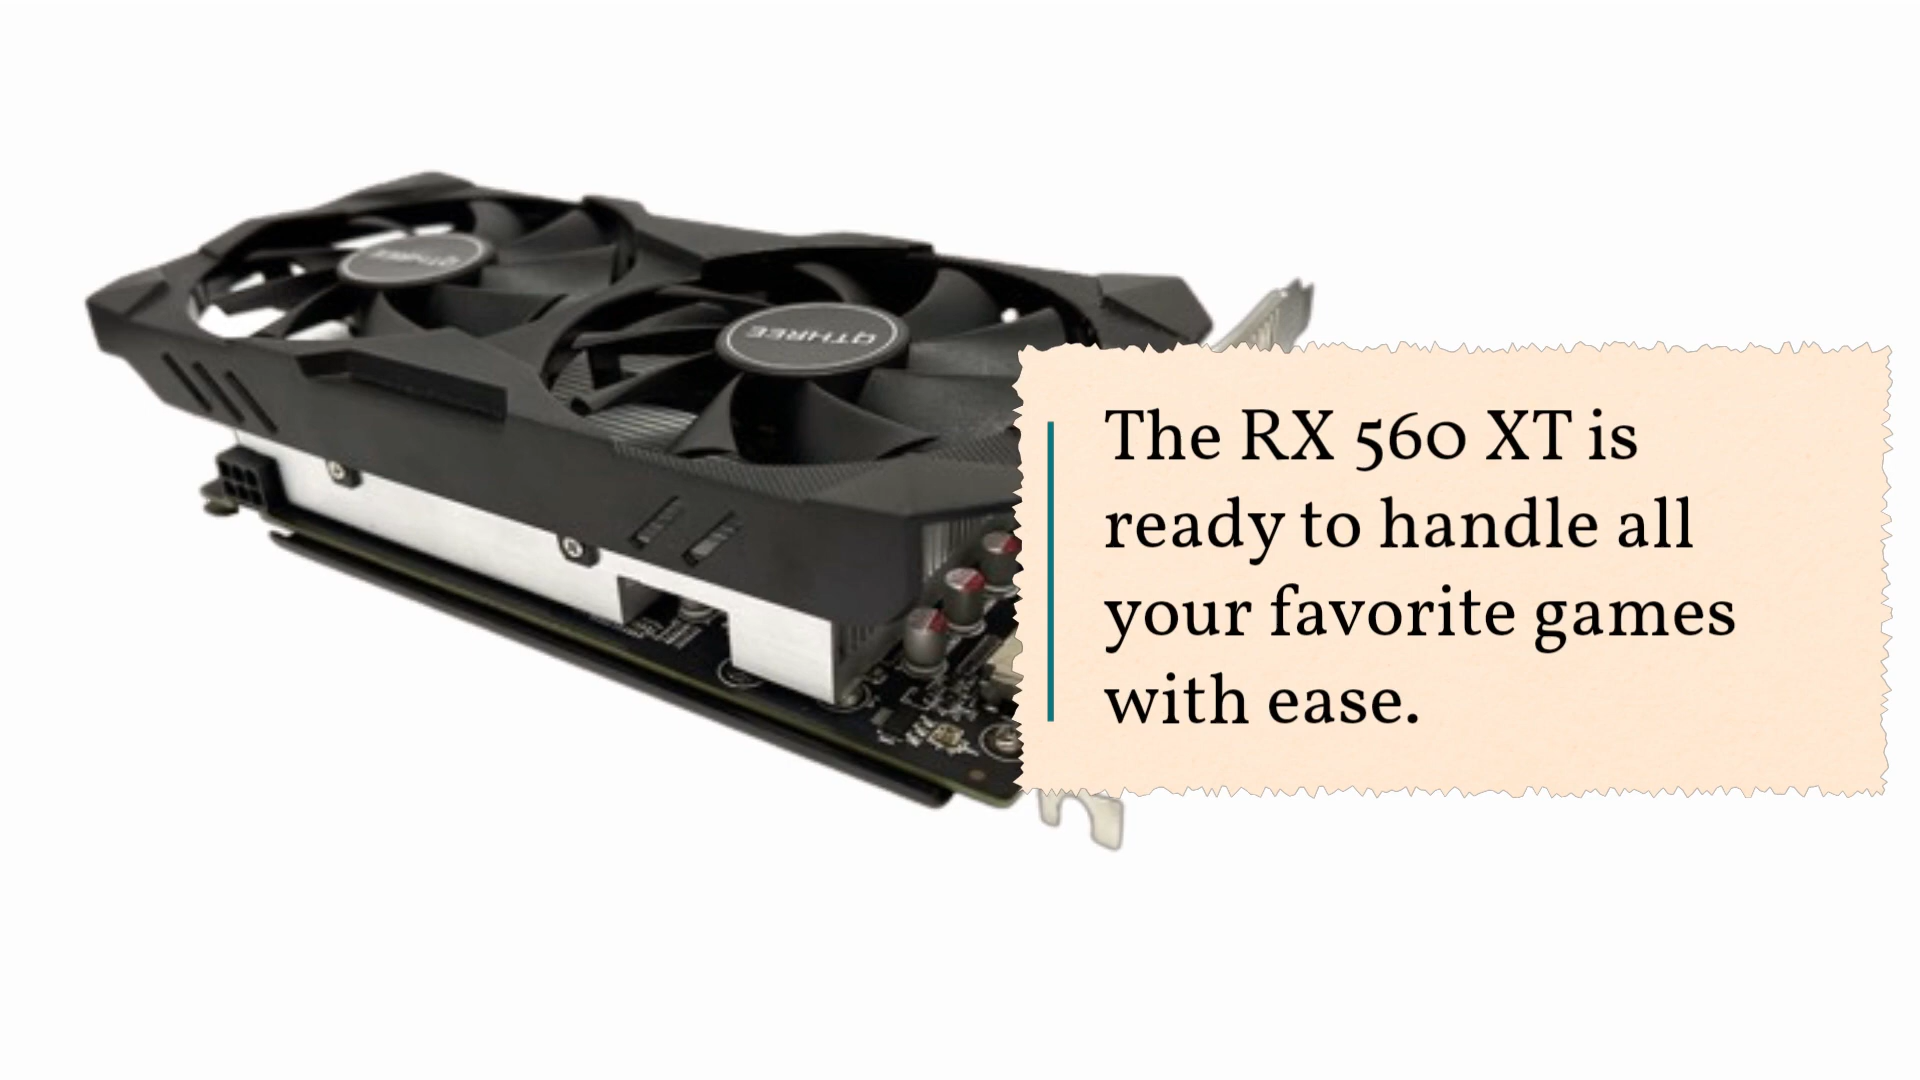 QTHREE
QTHREE
The RX 560 XT is
ready to handle all
your favorite games
with ease.